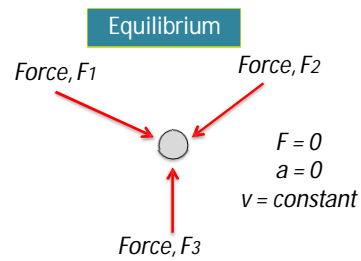 Equilibrium
Force, F1
Force, F2
F = 0
a = 0
v = constant
Force, F3